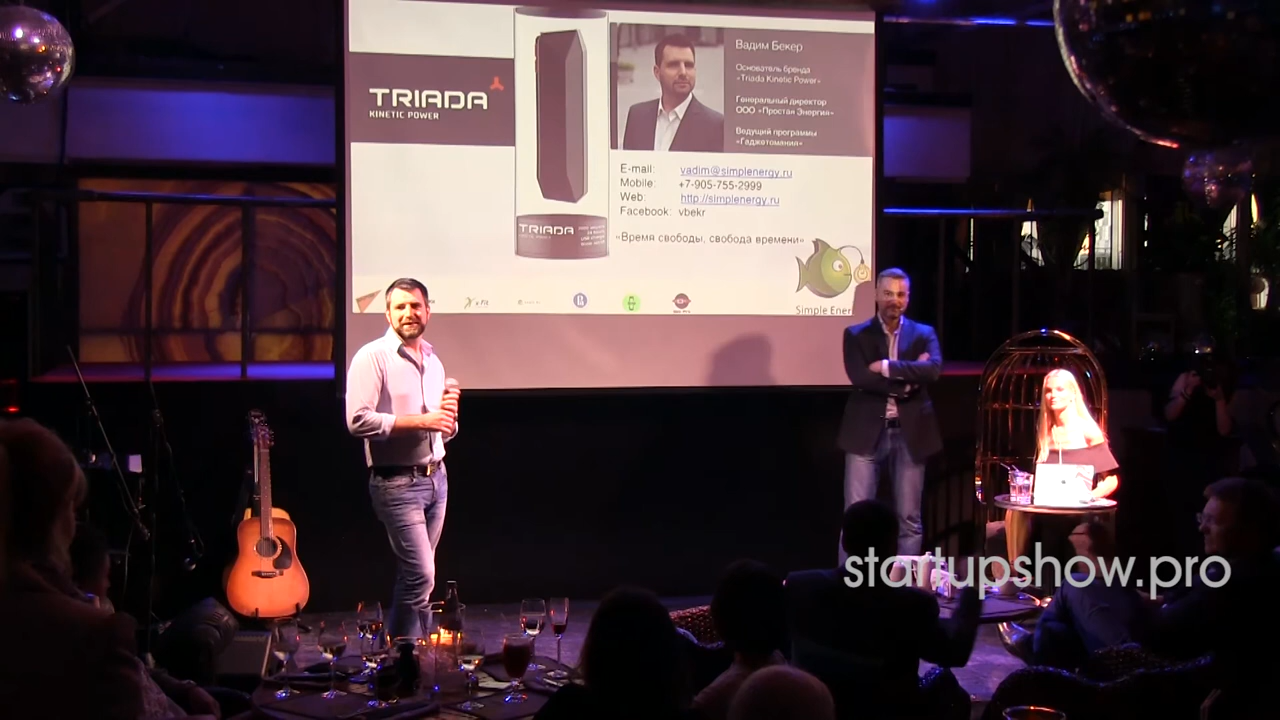 TRIADA
KINETIC POWER
Вадим Бекер
Основатель бренда
«Triada Kinetic Power»
Генеральный директор
ООО «Простая Энергия»
Ведущий программы
«Гаджетомания»
E-mail: vadim@simplenergy.ru
Mobile: +7-905-755-2999
Web: http://simplenergy.ru
Facebook: vbekr
«Время свободы, свобода времени»
TRIADA
KINETIC POWER
Simple Ener
startupshow.pro